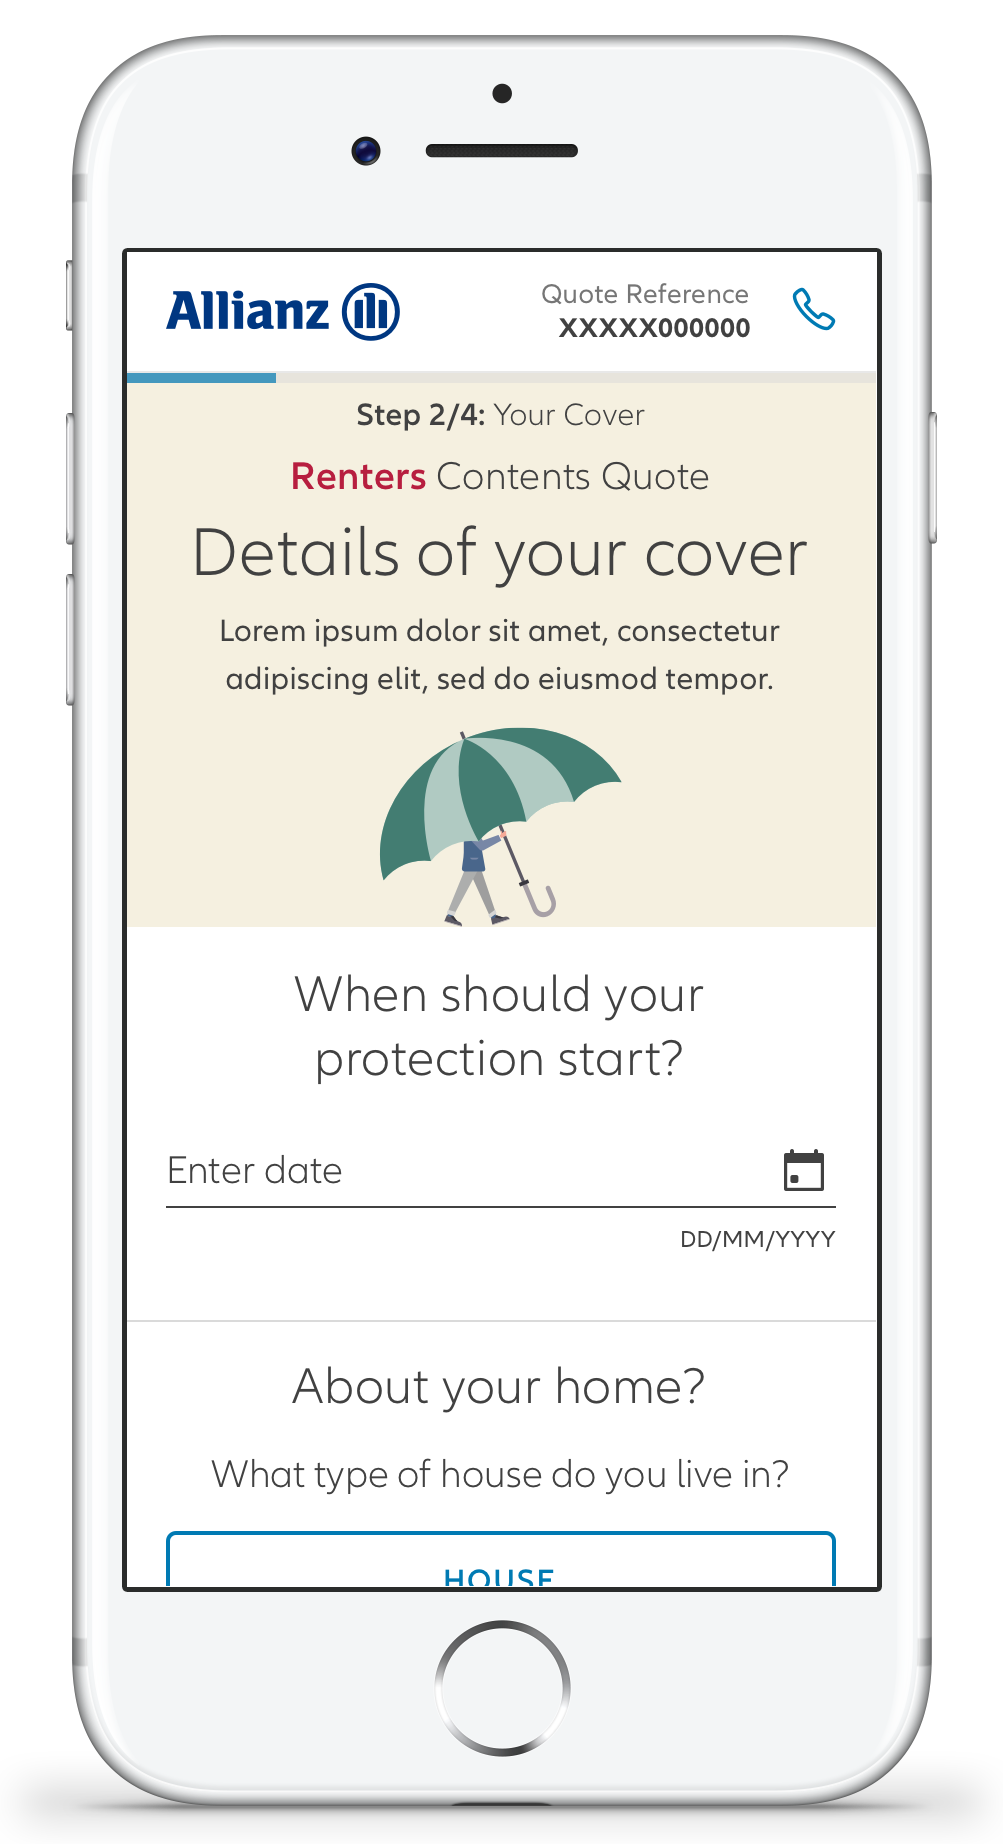 Allianz
Quote Reference
XXXXX000000
Step 2/4: Your Cover
Renters Contents Quote
Details of your cover
Lorem ipsum dolor sit amet, consectetur
adipiscing elit, sed do eiusmod tempor.
When should your
protection start?
Enter date
DD/MM/YYYY
About your home?
What type of house do you live in?
HOUSE